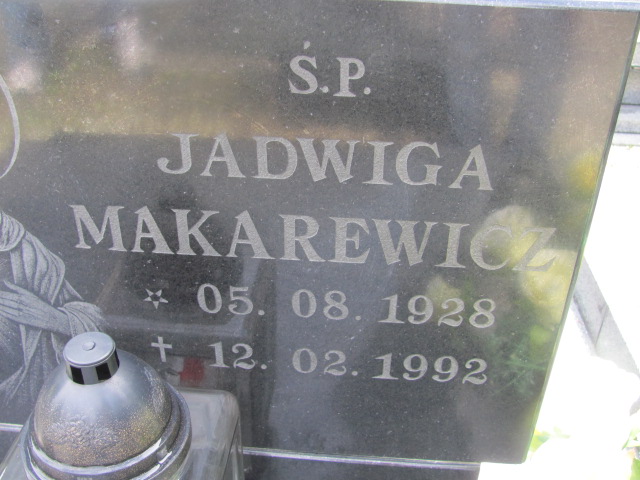 Ś.P.
JADWIGA
MAKAREWICZ
☆ 05. 08. 1928
† 12. 02. 1992